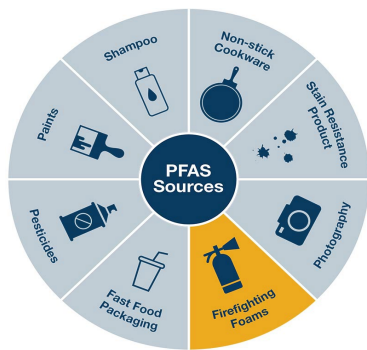 Shampoo
Non-stick
Cookware
Stain Resistance
Product
Photography
Firefighting
Foams
Fast Food
Packaging
Pesticides
Paints
PFAS
Sources